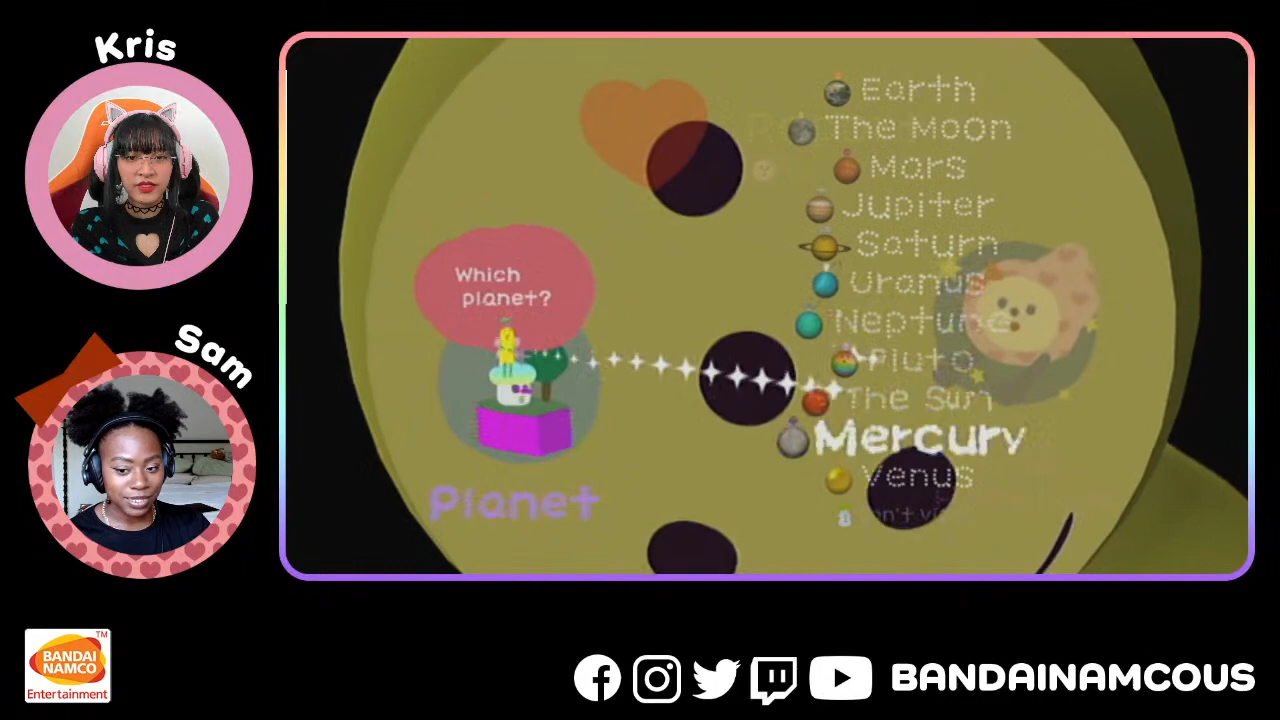 Kris
Sam
Which
planet?
Planet
Earth
The Moon
Mars
Jupiter
Saturn
Uranus
Neptune
Pluto
The Sun
Mercury
Venus
BANDAI
NAMCO
TM
Entertainment
BANDAINAMCOUS